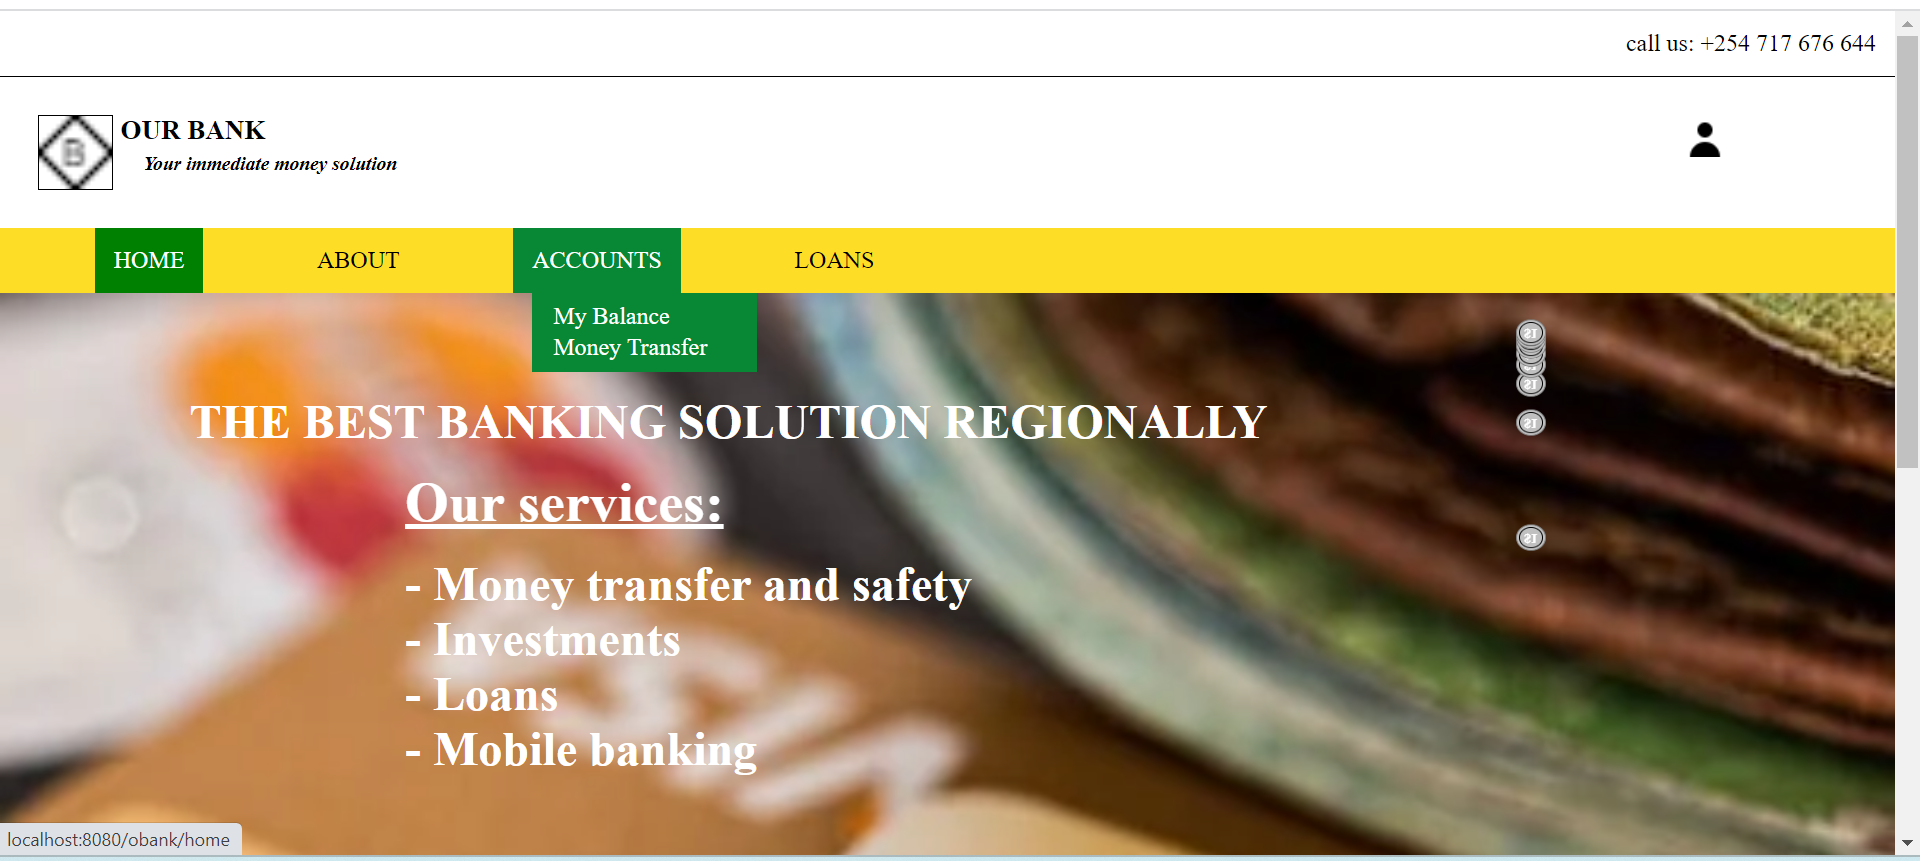 call us: +254 717 676 644
B
OUR BANK
Your immediate money solution
HOME ABOUT ACCOUNTS LOANS
My Balance
Money Transfer
THE BEST BANKING SOLUTION REGIONALLY
Our services:
- Money transfer and safety
- Investments
- Loans
- Mobile banking
localhost:8080/obank/home